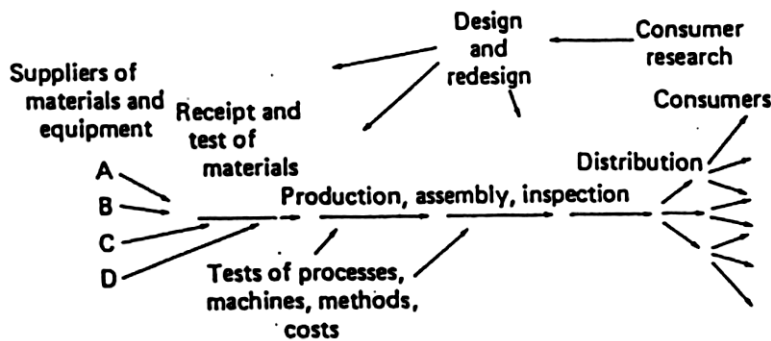 Design
and
redesign
Consumer
research
Suppliers of
materials and
equipment
Receipt and
test of
materials
Consumers
A
B
C
D
Distribution
Production, assembly, inspection
Tests of processes,
machines, methods,
costs